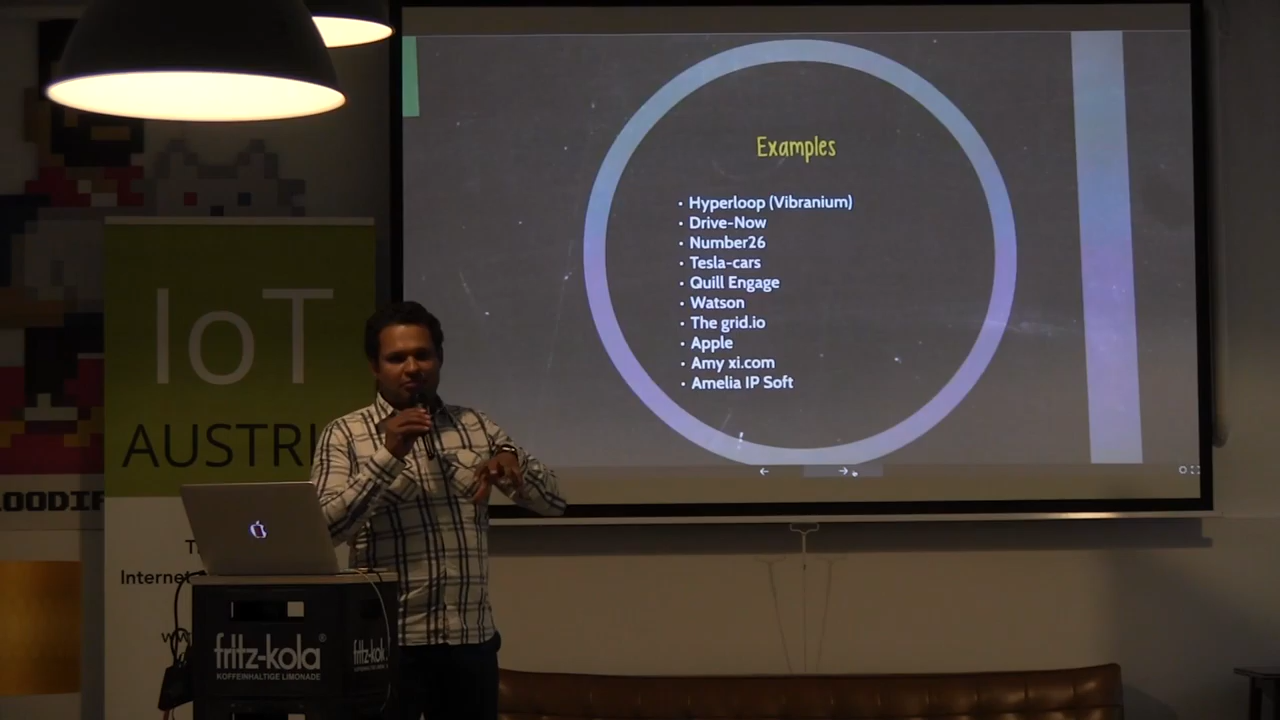 Examples
• Hyperloop (Vibranium)
• Drive-Now
• Number26
• Tesla-cars
• Quill Engage
• Watson
• The grid.io
• Apple
• Amy xi.com
• Amelia IP Soft
IoT
AUSTRI
Internet
fritz-kola®
KOFFEINHALTIGE LIMONADE
fritz-kola